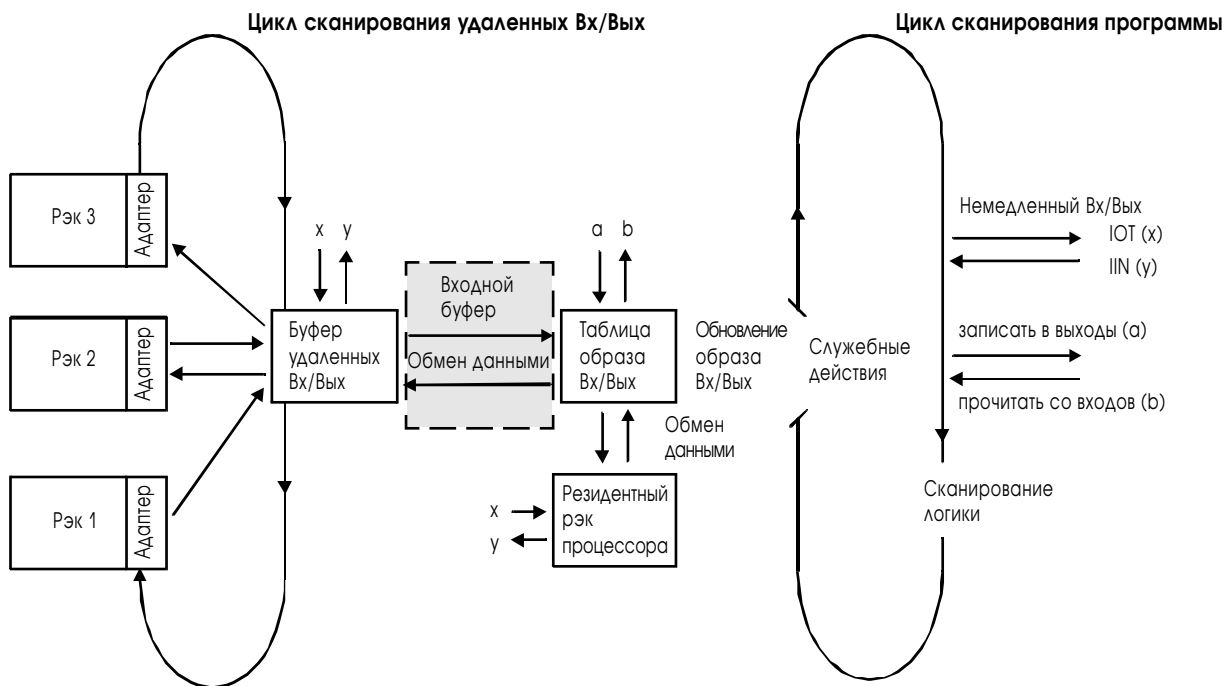 Цикл сканирования удаленных Вх/Вых
Цикл сканирования программы
Рэк 3
Адаптер
Рэк 2
Адаптер
Рэк 1
Адаптер
x y
Буфер
удаленных
Вх/Вых
Входной
буфер
Обмен данными
a b
Таблица
образа
Вх/Вых
Обновление
образа
Вх/Вых
Обмен
данными
x
y
Резидентный
рэк
процессора
Служебные
действия
Немедленный Вх/Вых
IOT (x)
IIN (y)
записать в выходы (a)
прочитать со входов (b)
Сканирование
логики